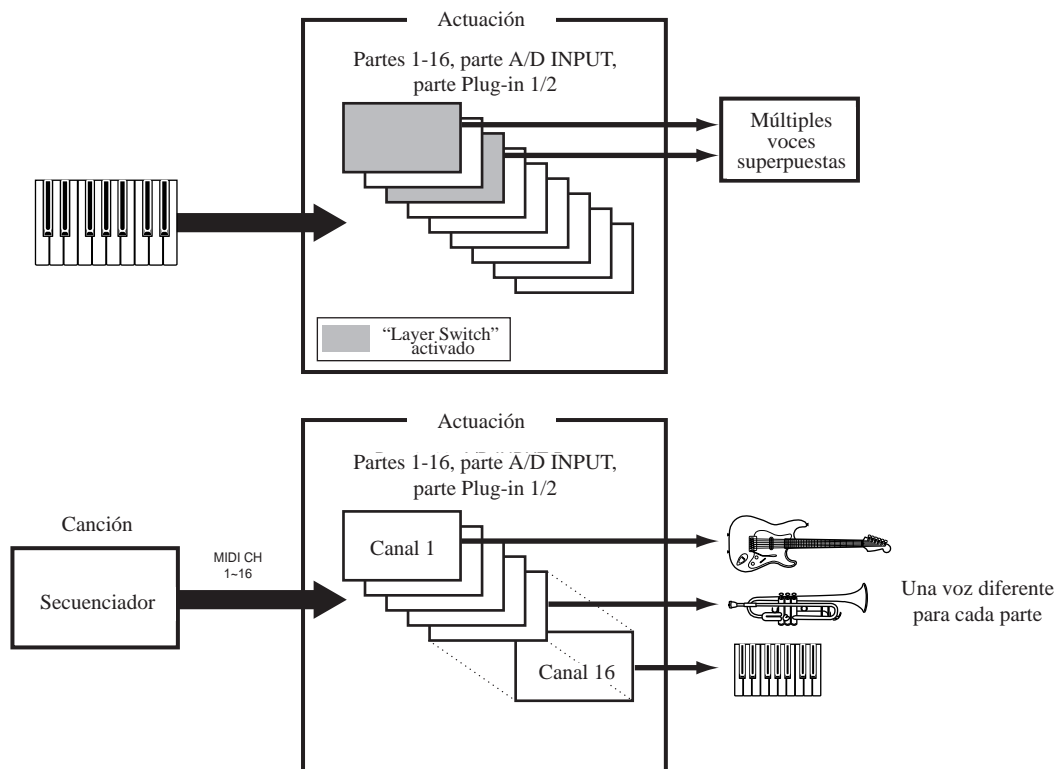 Actuación
Partes 1-16, parte A/D INPUT,
parte Plug-in 1/2
Múltiples
voces
superpuestas
“Layer Switch”
activado
Actuación
Partes 1-16, parte A/D INPUT,
parte Plug-in 1/2
Canción
Secuenciador
MIDI CH
1~16
Canal 1
Canal 16
Una voz diferente
para cada parte